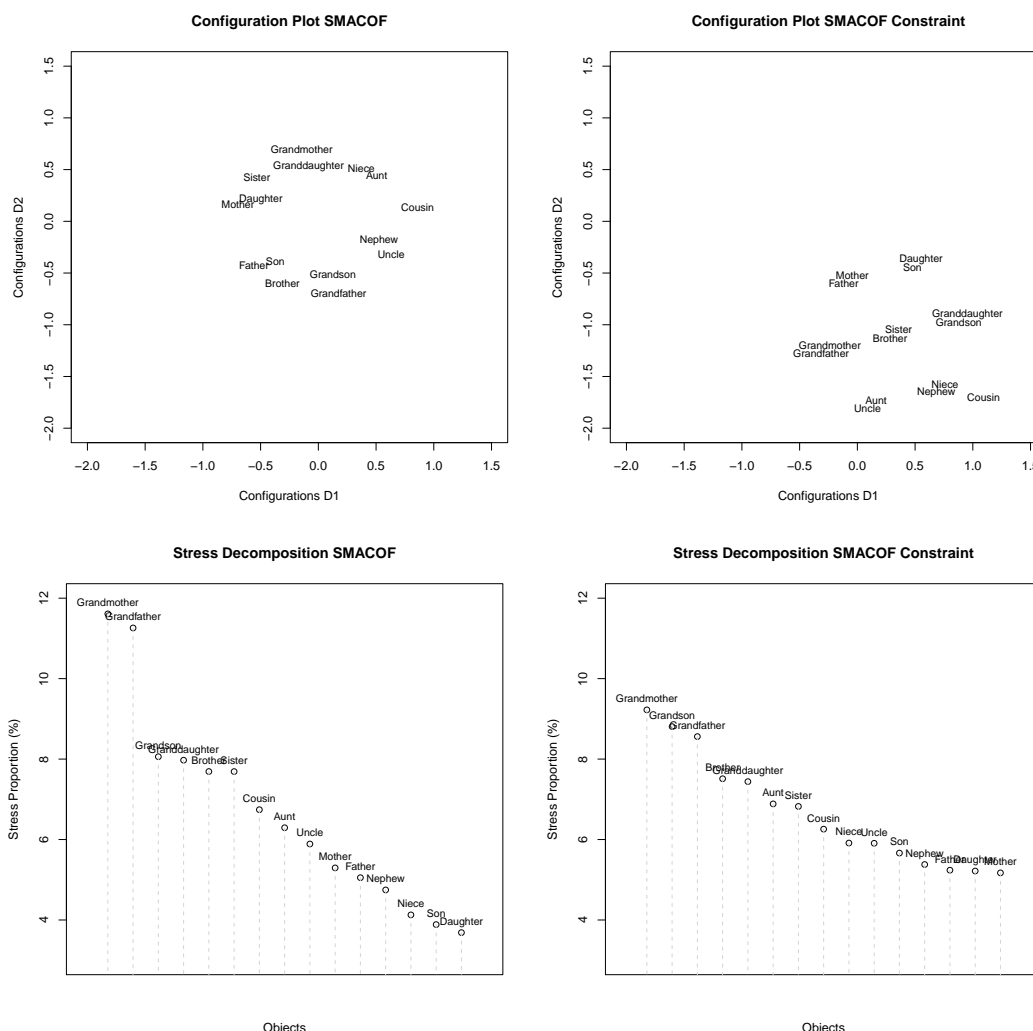 Configuration Plot SMACOF
Configurations D2
1.5
1.0
0.5
0.0
−0.5
−1.0
−1.5
−2.0
Grandmother
Granddaughter
Niece
Aunt
Sister
Daughter
Mother
Cousin
Nephew
Uncle
Son
Father
Grandson
Brother
Grandfather
−2.0 −1.5 −1.0 −0.5 0.0 0.5 1.0 1.5
Configurations D1
Configuration Plot SMACOF Constraint
Configurations D2
1.5
1.0
0.5
0.0
−0.5
−1.0
−1.5
−2.0
Daughter
Son
Mother
Father
Granddaughter
Grandson
Sister
Brother
Grandmother
Grandfather
Niece
Nephew
Cousin
Aunt
Uncle
−2.0 −1.5 −1.0 −0.5 0.0 0.5 1.0 1.5
Configurations D1
Stress Decomposition SMACOF
Stress Proportion (%)
12
10
8
6
4
Grandmother
Grandfather
Grandson
Granddaughter
Brother
Sister
Cousin
Aunt
Uncle
Mother
Father
Nephew
Niece
Son
Daughter
Objects
Stress Decomposition SMACOF Constraint
Stress Proportion (%)
12
10
8
6
4
Grandmother
Grandson
Grandfather
Brother
Granddaughter
Aunt
Sister
Cousin
Niece
Uncle
Son
Nephew
Father
Daughter
Mother
Objects